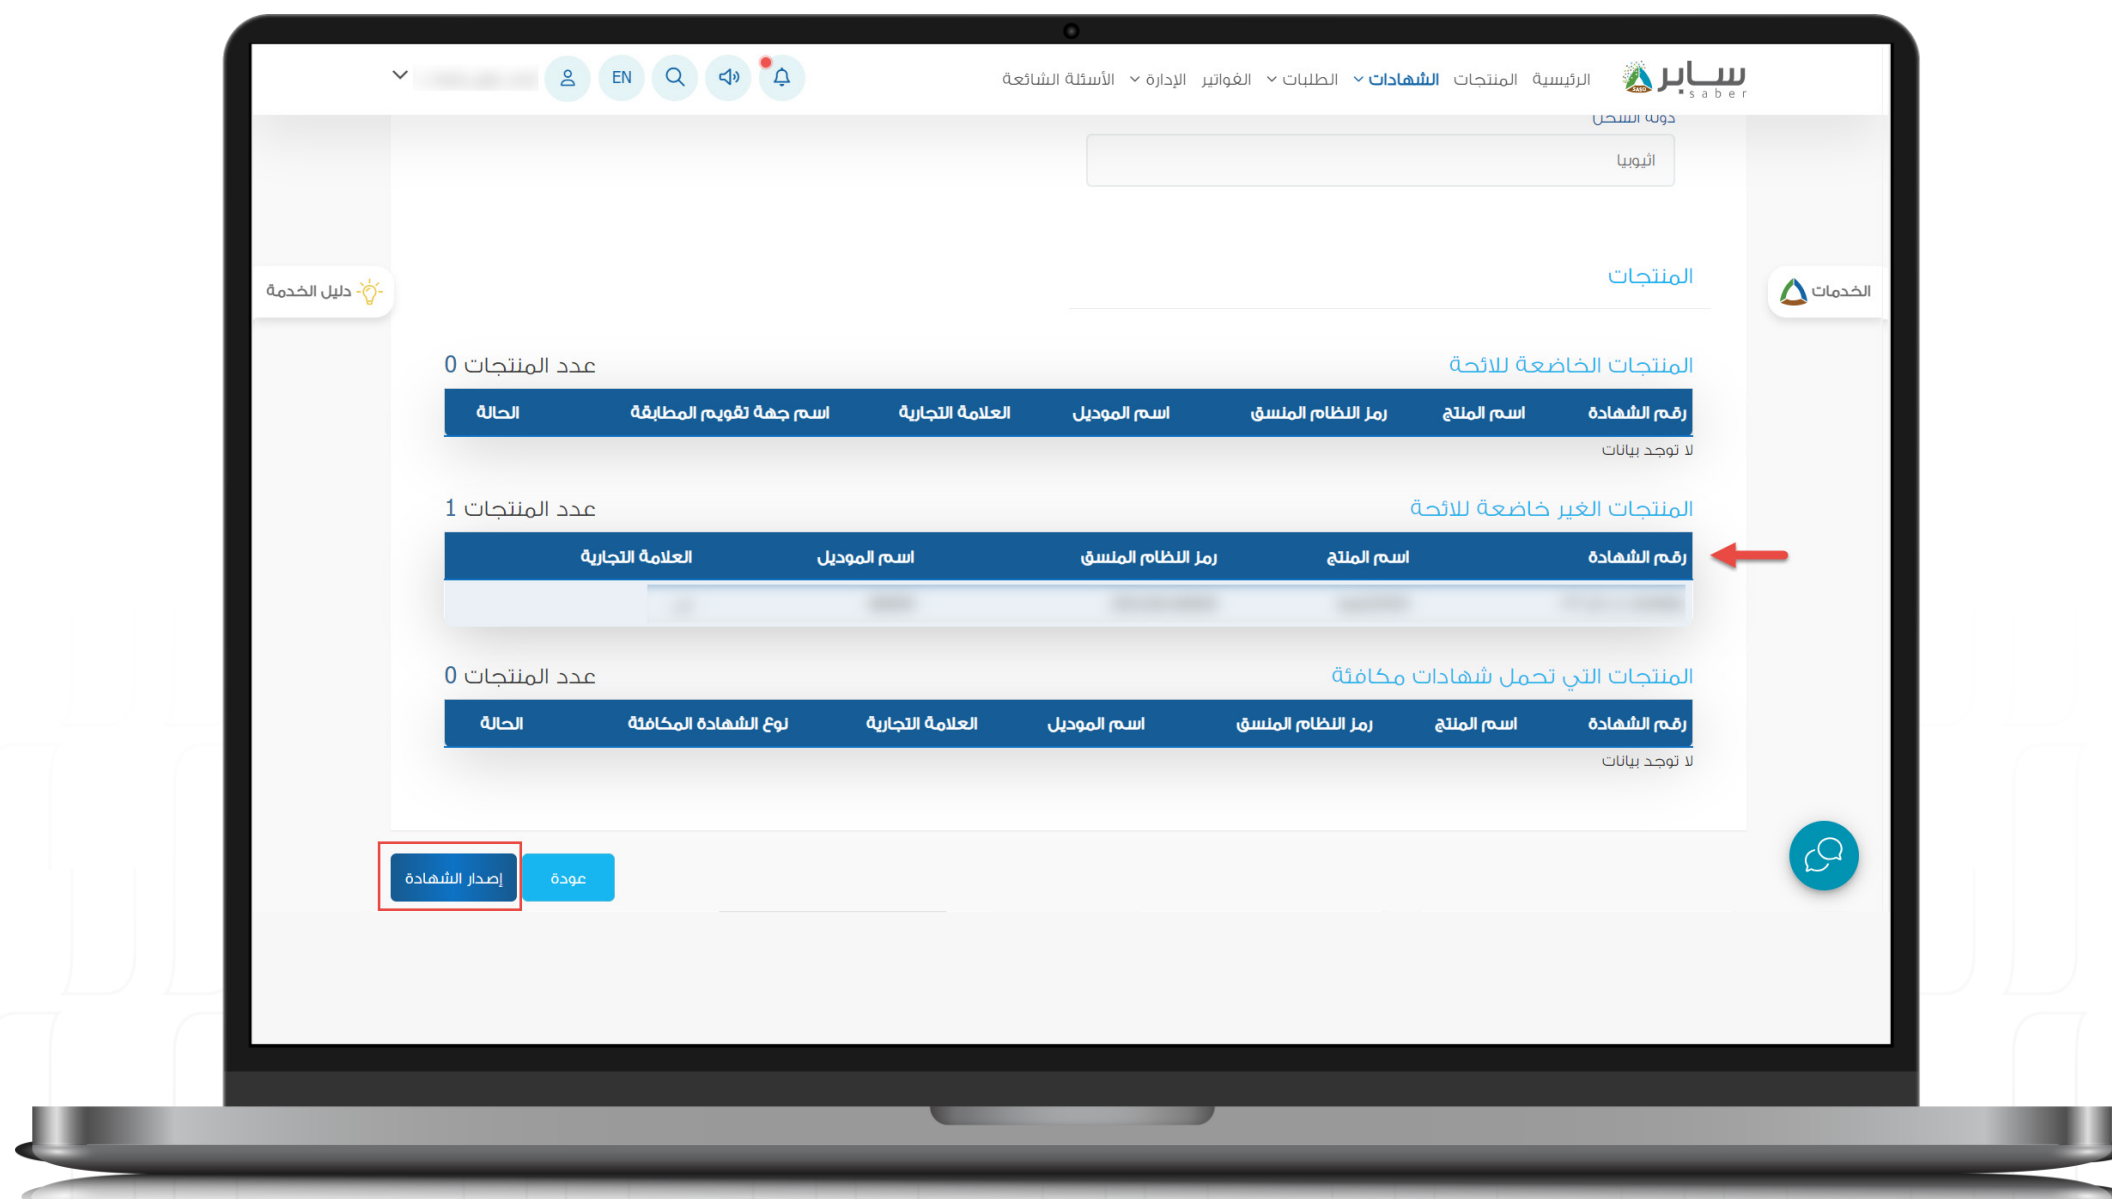 سابر
saber
SASO
الرئيسية المنتجات الشهادات الطلبات الفواتير الإدارة الأسئلة الشائعة
EN
دولة الشحن
اثيوبيا
الخدمات
دليل الخدمة
المنتجات
المنتجات الخاضعة للائحة
عدد المنتجات 0
رقم الشهادة اسم المنتج رمز النظام المنسق اسم الموديل العلامة التجارية اسم جهة تقويم المطابقة الحالة
لا توجد بيانات
المنتجات الغير خاضعة للائحة
عدد المنتجات 1
رقم الشهادة اسم المنتج رمز النظام المنسق اسم الموديل العلامة التجارية
المنتجات التي تحمل شهادات مكافئة
عدد المنتجات 0
رقم الشهادة اسم المنتج رمز النظام المنسق اسم الموديل العلامة التجارية نوع الشهادة المكافئة الحالة
لا توجد بيانات
عودة
إصدار الشهادة